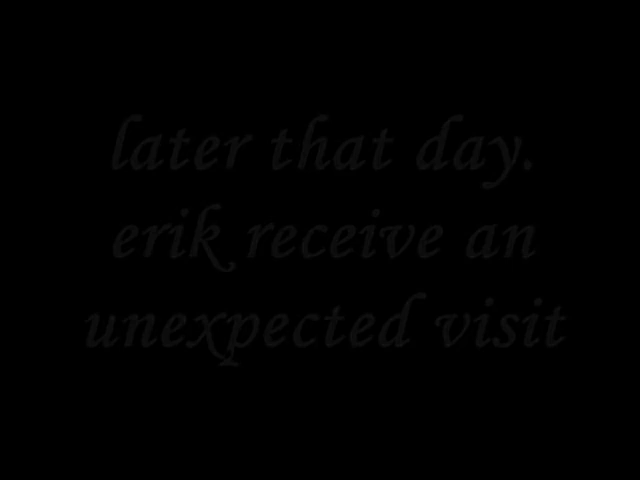 later that day.
erik receive an
unexpected visit